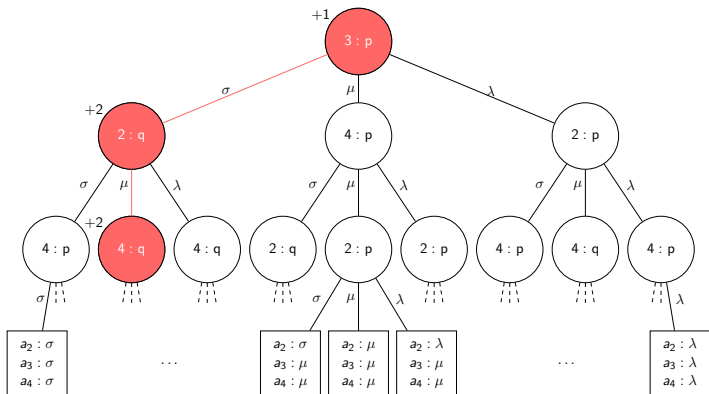 +1
3 : p
σ μ λ
+2
2 : q 4 : p 2 : p
σ μ λ σ μ λ σ μ λ
+2
4 : p 4 : q 4 : q 2 : q 2 : p 2 : p 4 : p 4 : q 4 : p
σ σ μ λ λ
a₂ : σ a₂ : σ a₂ : μ a₂ : λ a₂ : λ
a₃ : σ ... a₃ : μ a₃ : μ a₃ : μ ... a₃ : λ
a₄ : σ a₄ : μ a₄ : μ a₄ : μ a₄ : λ